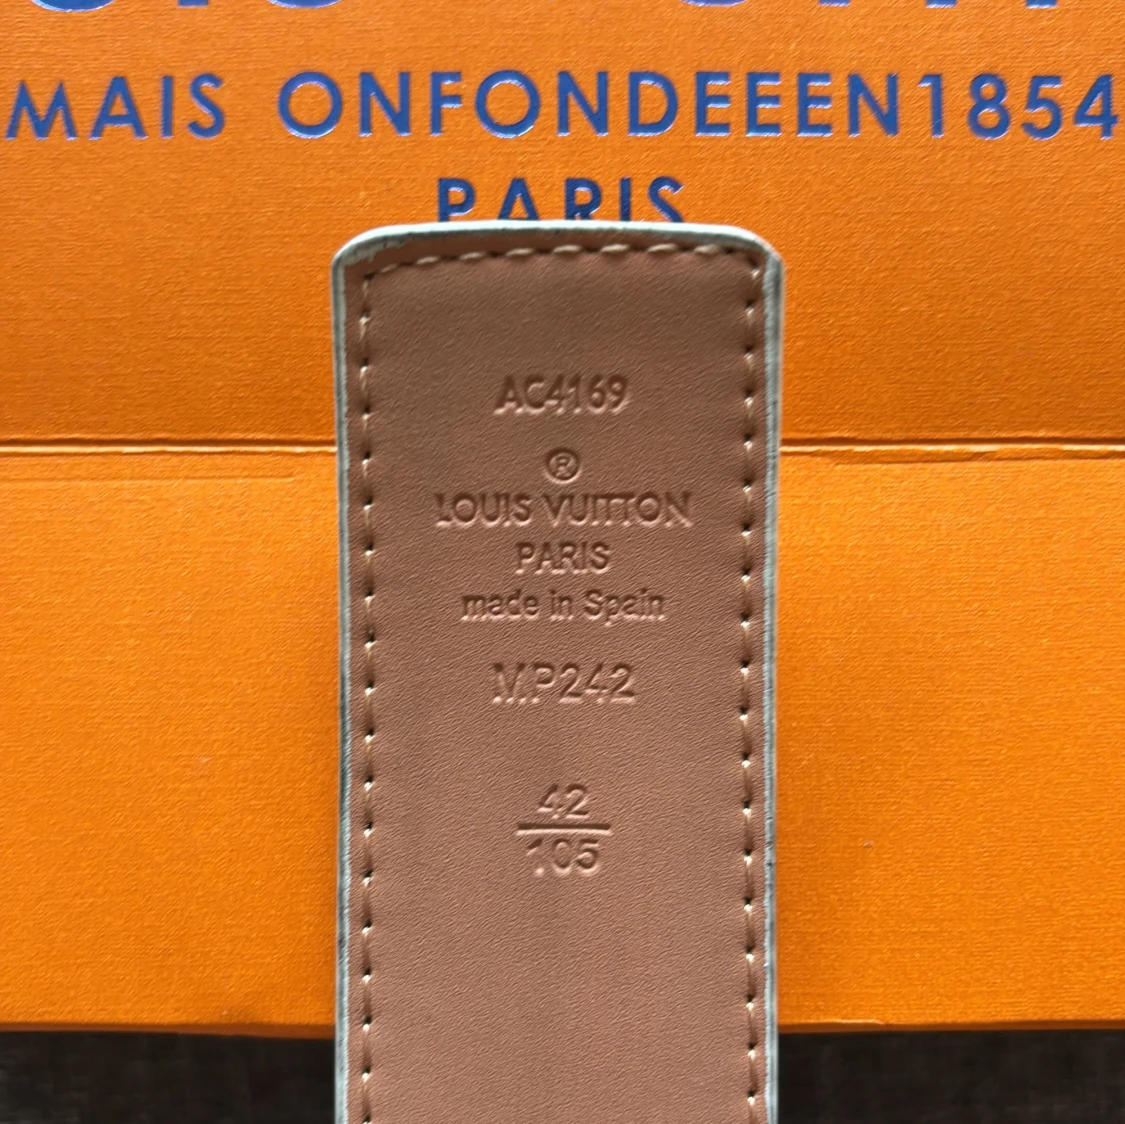 MAIS ONFONDEEEN1854
PARIS
AC4169
®
LOUIS VUITTON
PARIS
made in Spain
MP242
42
105